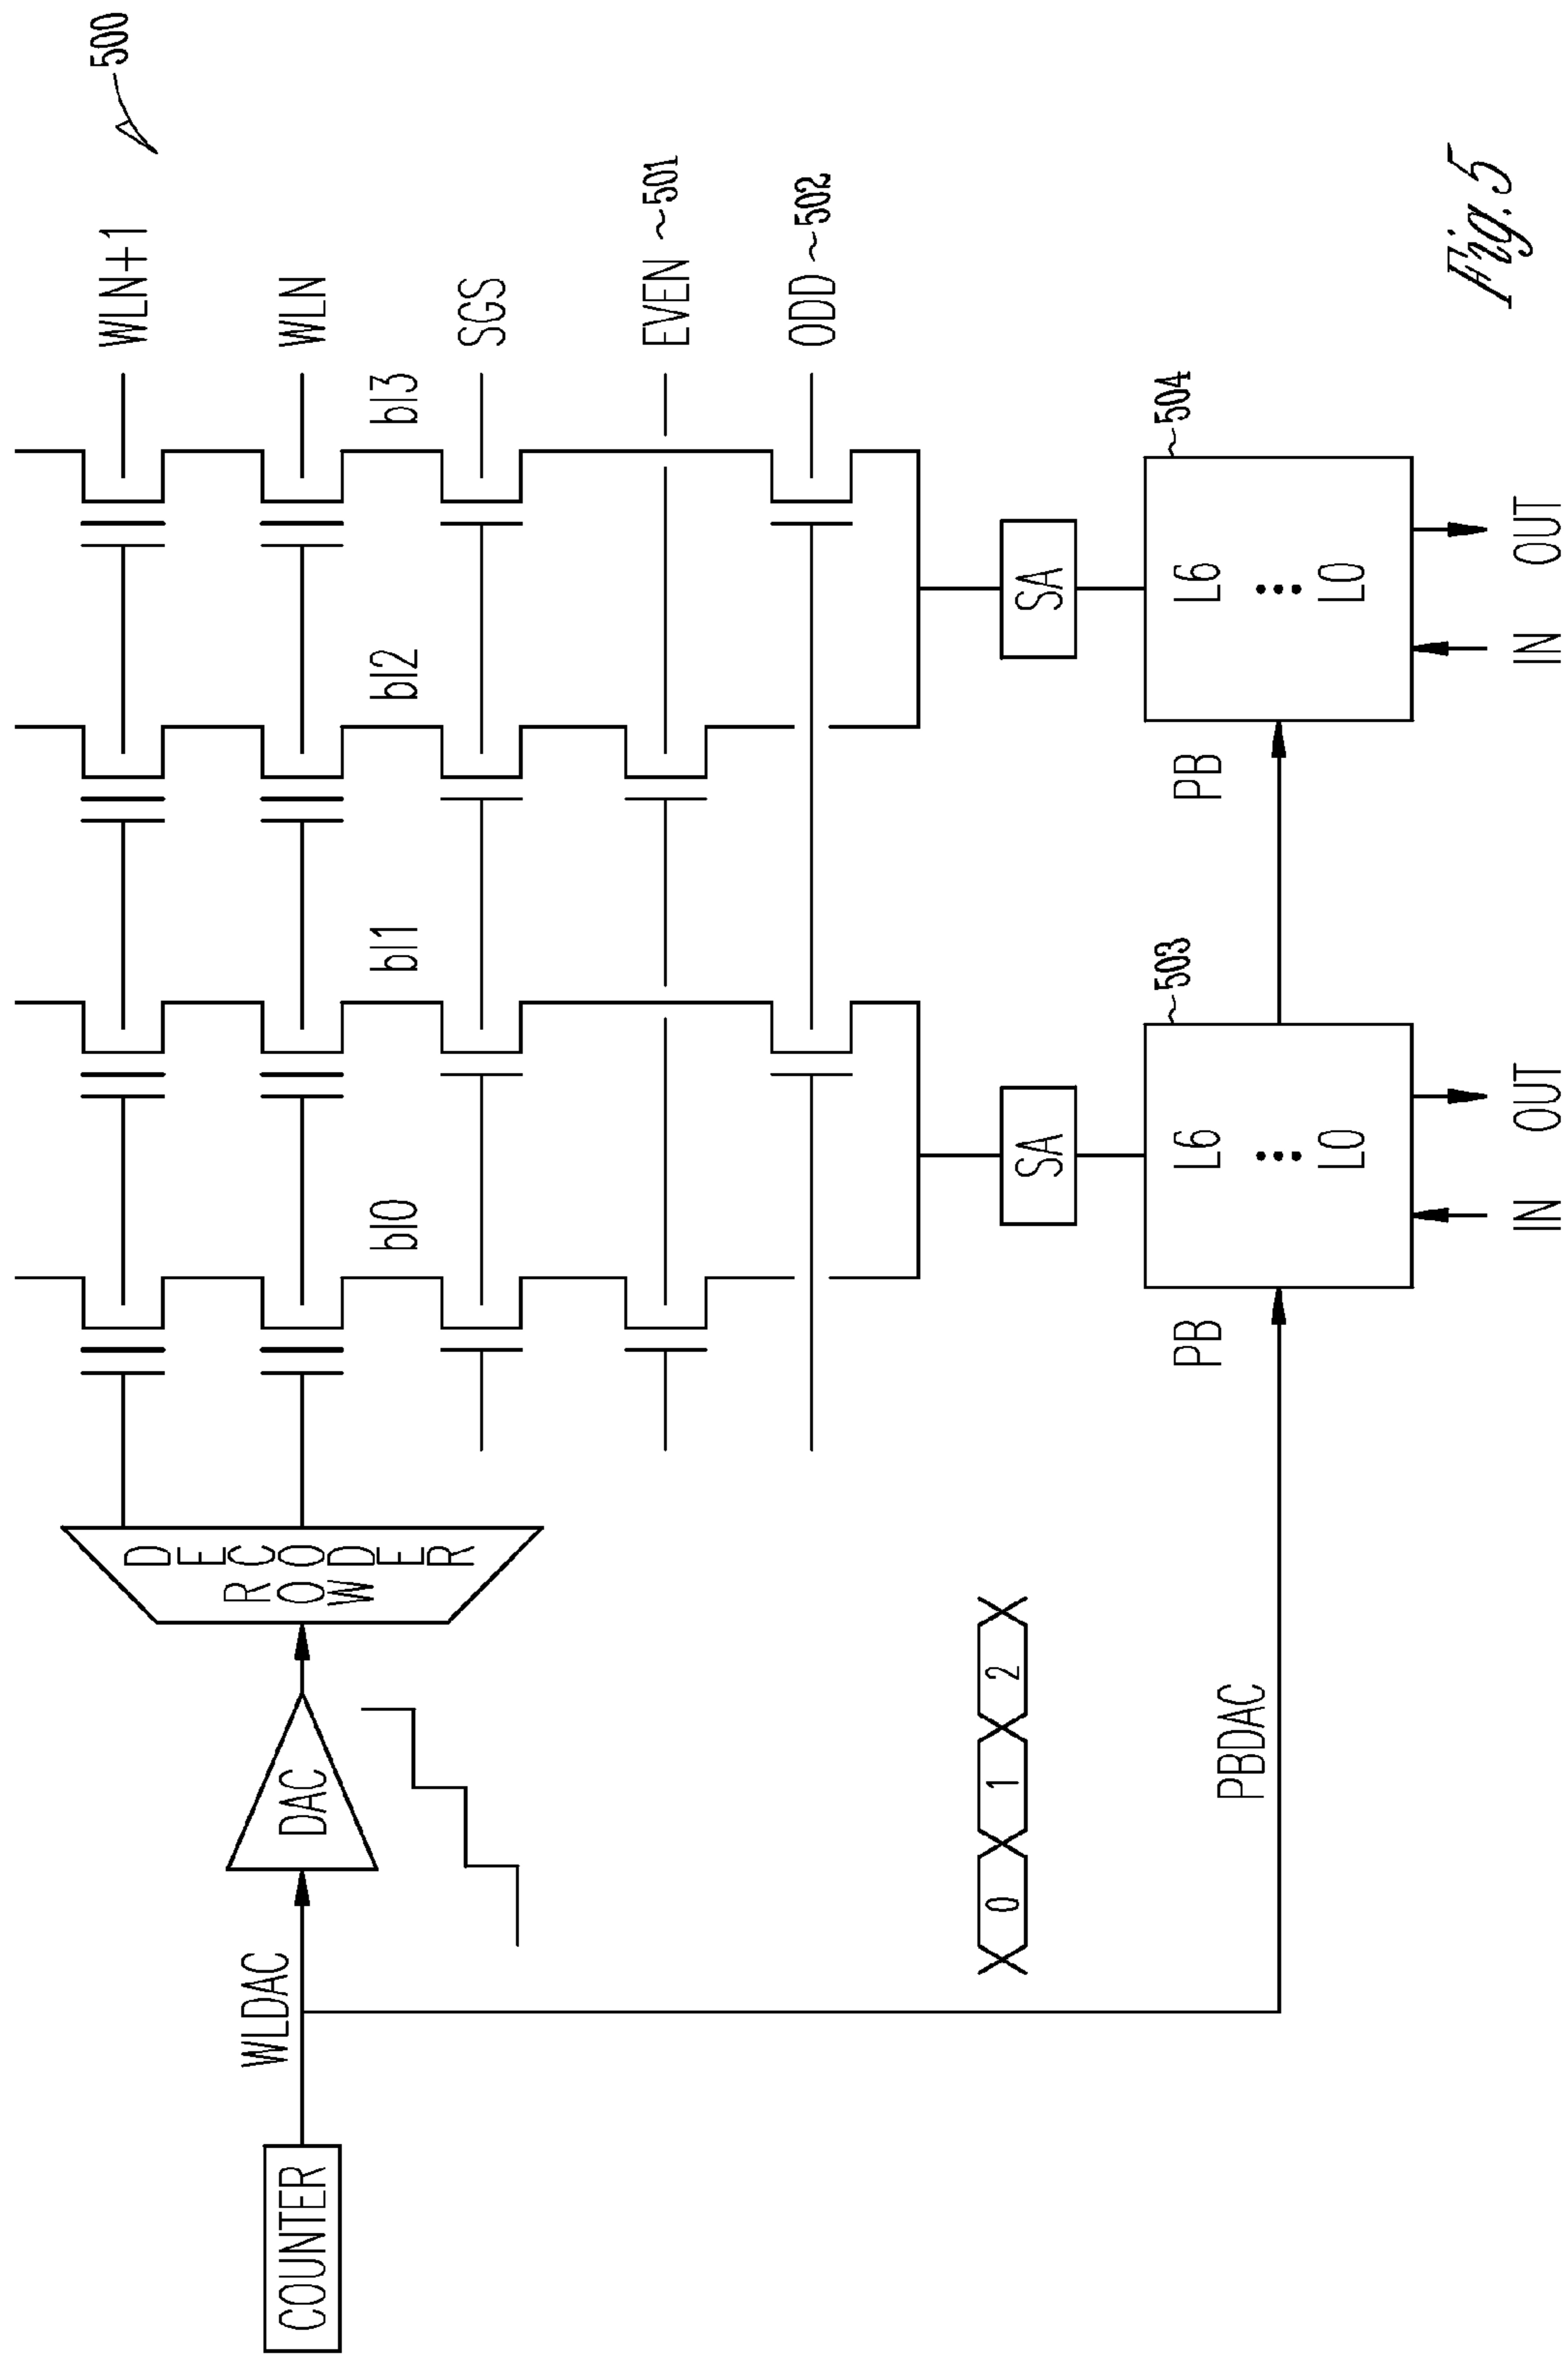 500
WLN+1
WLN
SGS
EVEN ~501
ODD ~502
bl0
bl1
bl2
bl3
ROW
DECODER
DAC
WLDAC
COUNTER
SA
SA
0
1
2
PBDAC
PB
503
L6
L0
PB
504
L6
L0
IN
OUT
IN
OUT
Fig. 5